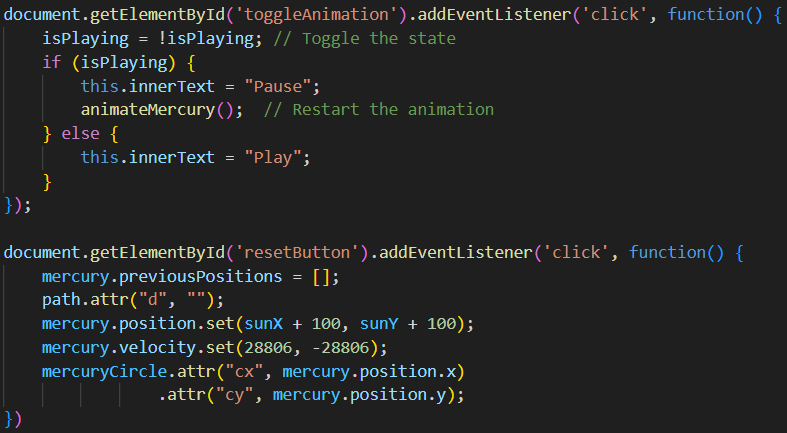 document.getElementById('toggleAnimation').addEventListener('click', function() {
    isPlaying = !isPlaying; // Toggle the state
    if (isPlaying) {
        this.innerText = "Pause";
        animateMercury();  // Restart the animation
    } else {
        this.innerText = "Play";
    }
});

document.getElementById('resetButton').addEventListener('click', function() {
    mercury.previousPositions = [];
    path.attr("d", "");
    mercury.position.set(sunX + 100, sunY + 100);
    mercury.velocity.set(28806, -28806);
    mercuryCircle.attr("cx", mercury.position.x)
                .attr("cy", mercury.position.y);
})